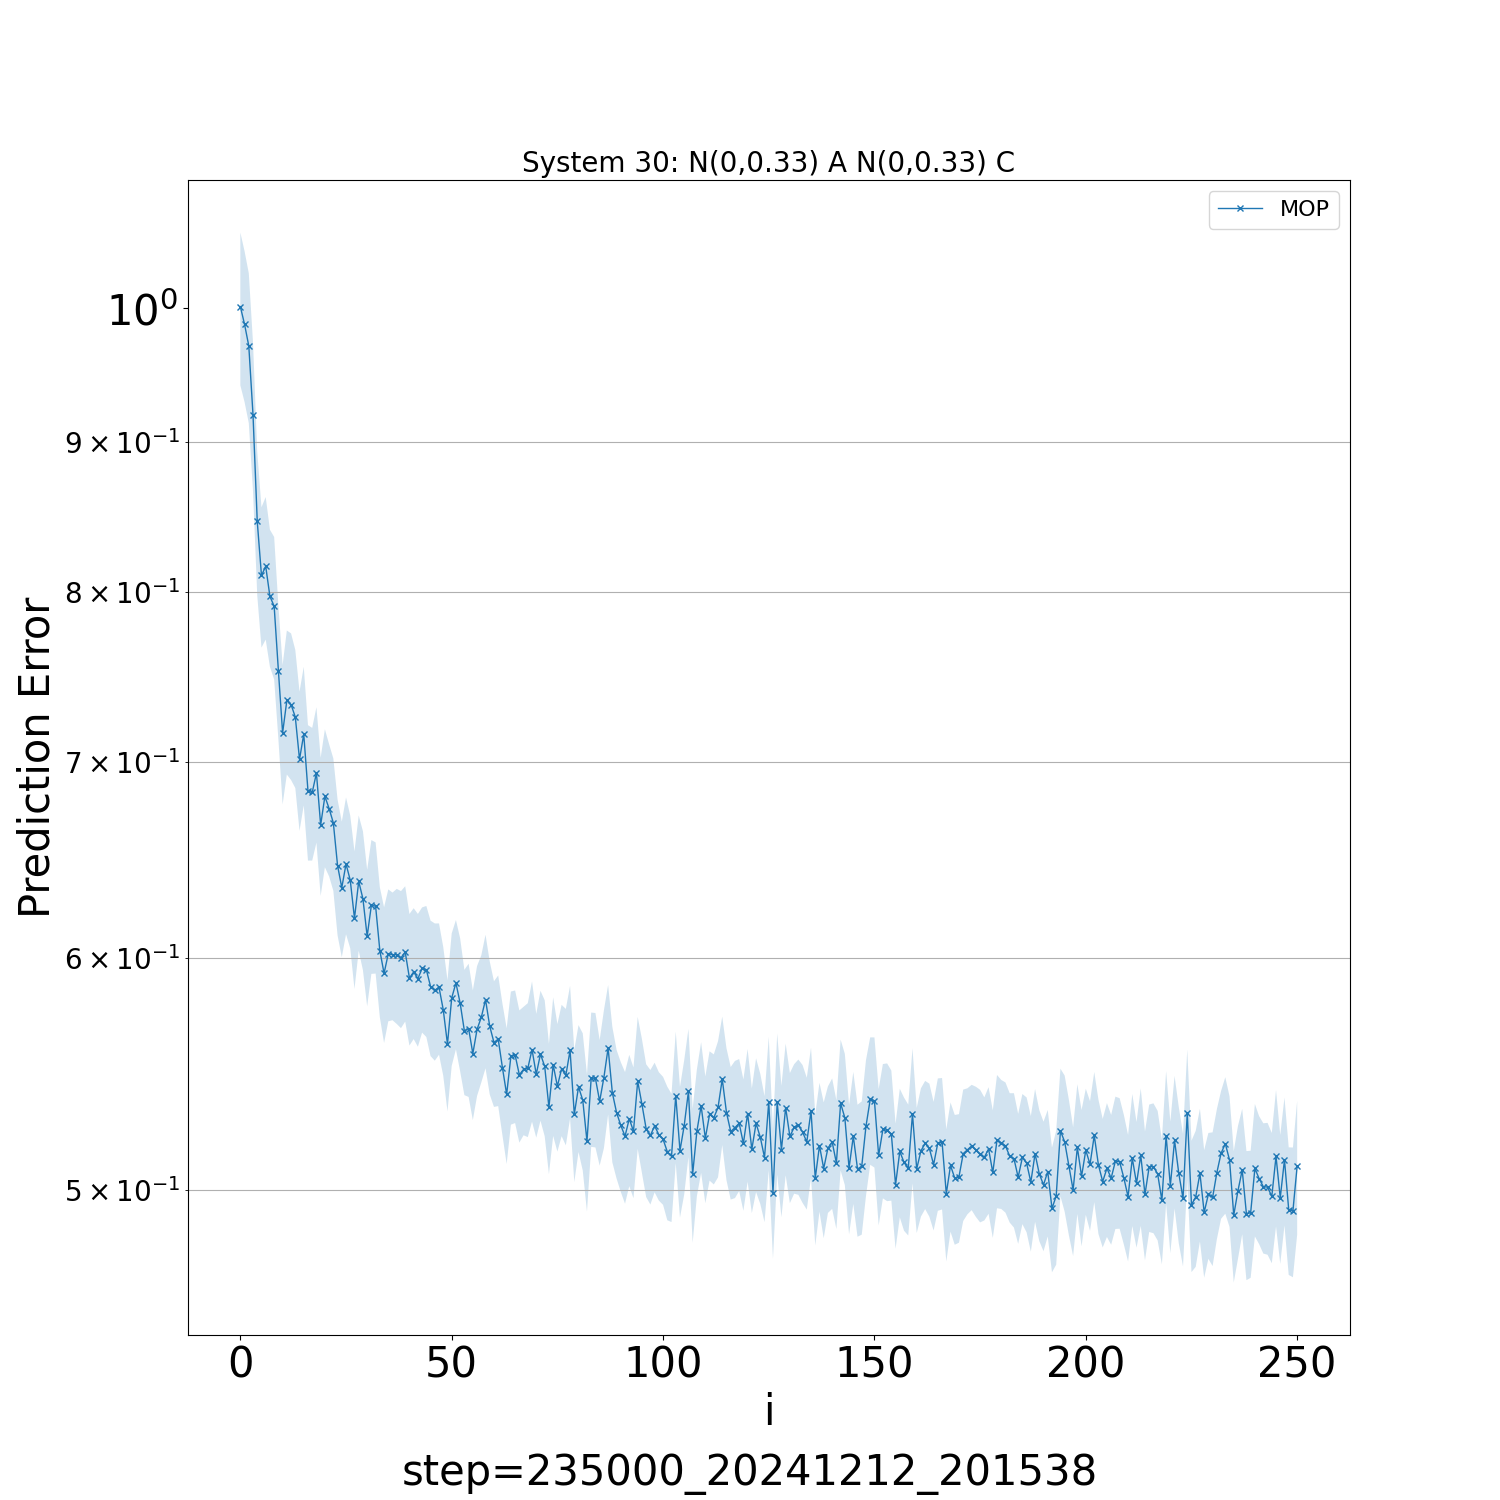 System 30: N(0,0.33) A N(0,0.33) C
MOP
10⁰
9 × 10⁻¹
8 × 10⁻¹
7 × 10⁻¹
6 × 10⁻¹
5 × 10⁻¹
Prediction Error
0 50 100 150 200 250
i
step=235000_20241212_201538